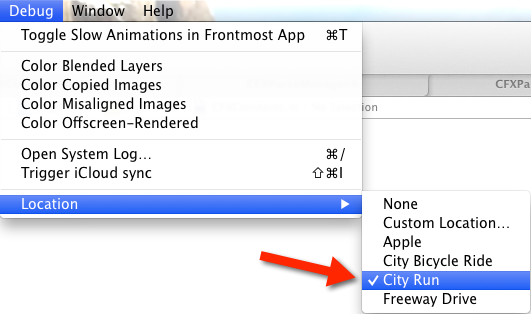 Debug Window Help
Toggle Slow Animations in Frontmost App ⌘T
Color Blended Layers
Color Copied Images
CFXPa
Color Misaligned Images
Color Offscreen-Rendered
Open System Log... ⌘/
Trigger iCloud sync ⇧⌘I
Location ▶
None
Custom Location...
Apple
City Bicycle Ride
✓ City Run
Freeway Drive